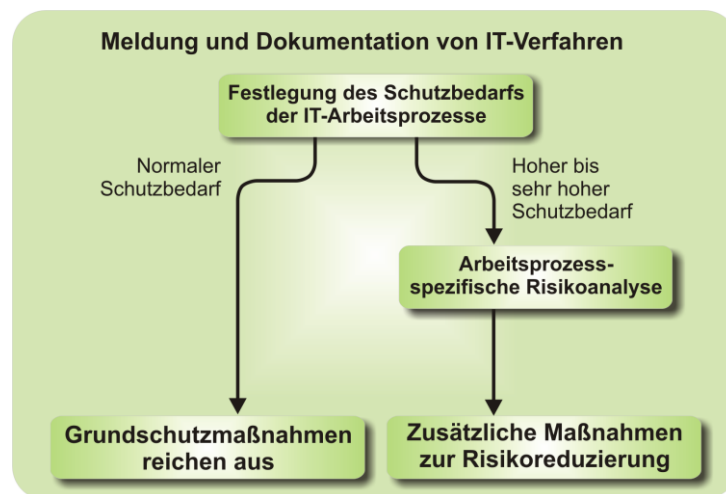 Meldung und Dokumentation von IT-Verfahren
Festlegung des Schutzbedarfs
der IT-Arbeitsprozesse
Normaler
Schutzbedarf
Hoher bis
sehr hoher
Schutzbedarf
Arbeitsprozess-
spezifische Risikoanalyse
Grundschutzmaßnahmen
reichen aus
Zusätzliche Maßnahmen
zur Risikoreduzierung